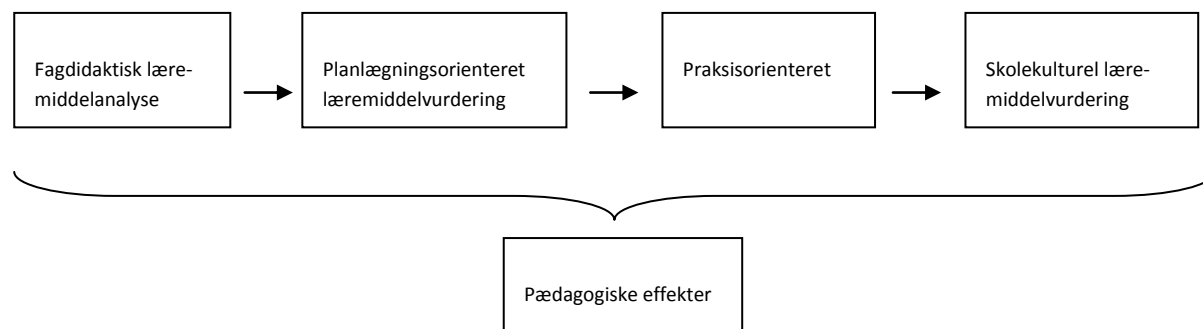 Fagdidaktisk lære-
middelanalyse
Planlægningsorienteret
læremiddelvurdering
Praksisorienteret
Skolekulturel lære-
middelvurdering
Pædagogiske effekter